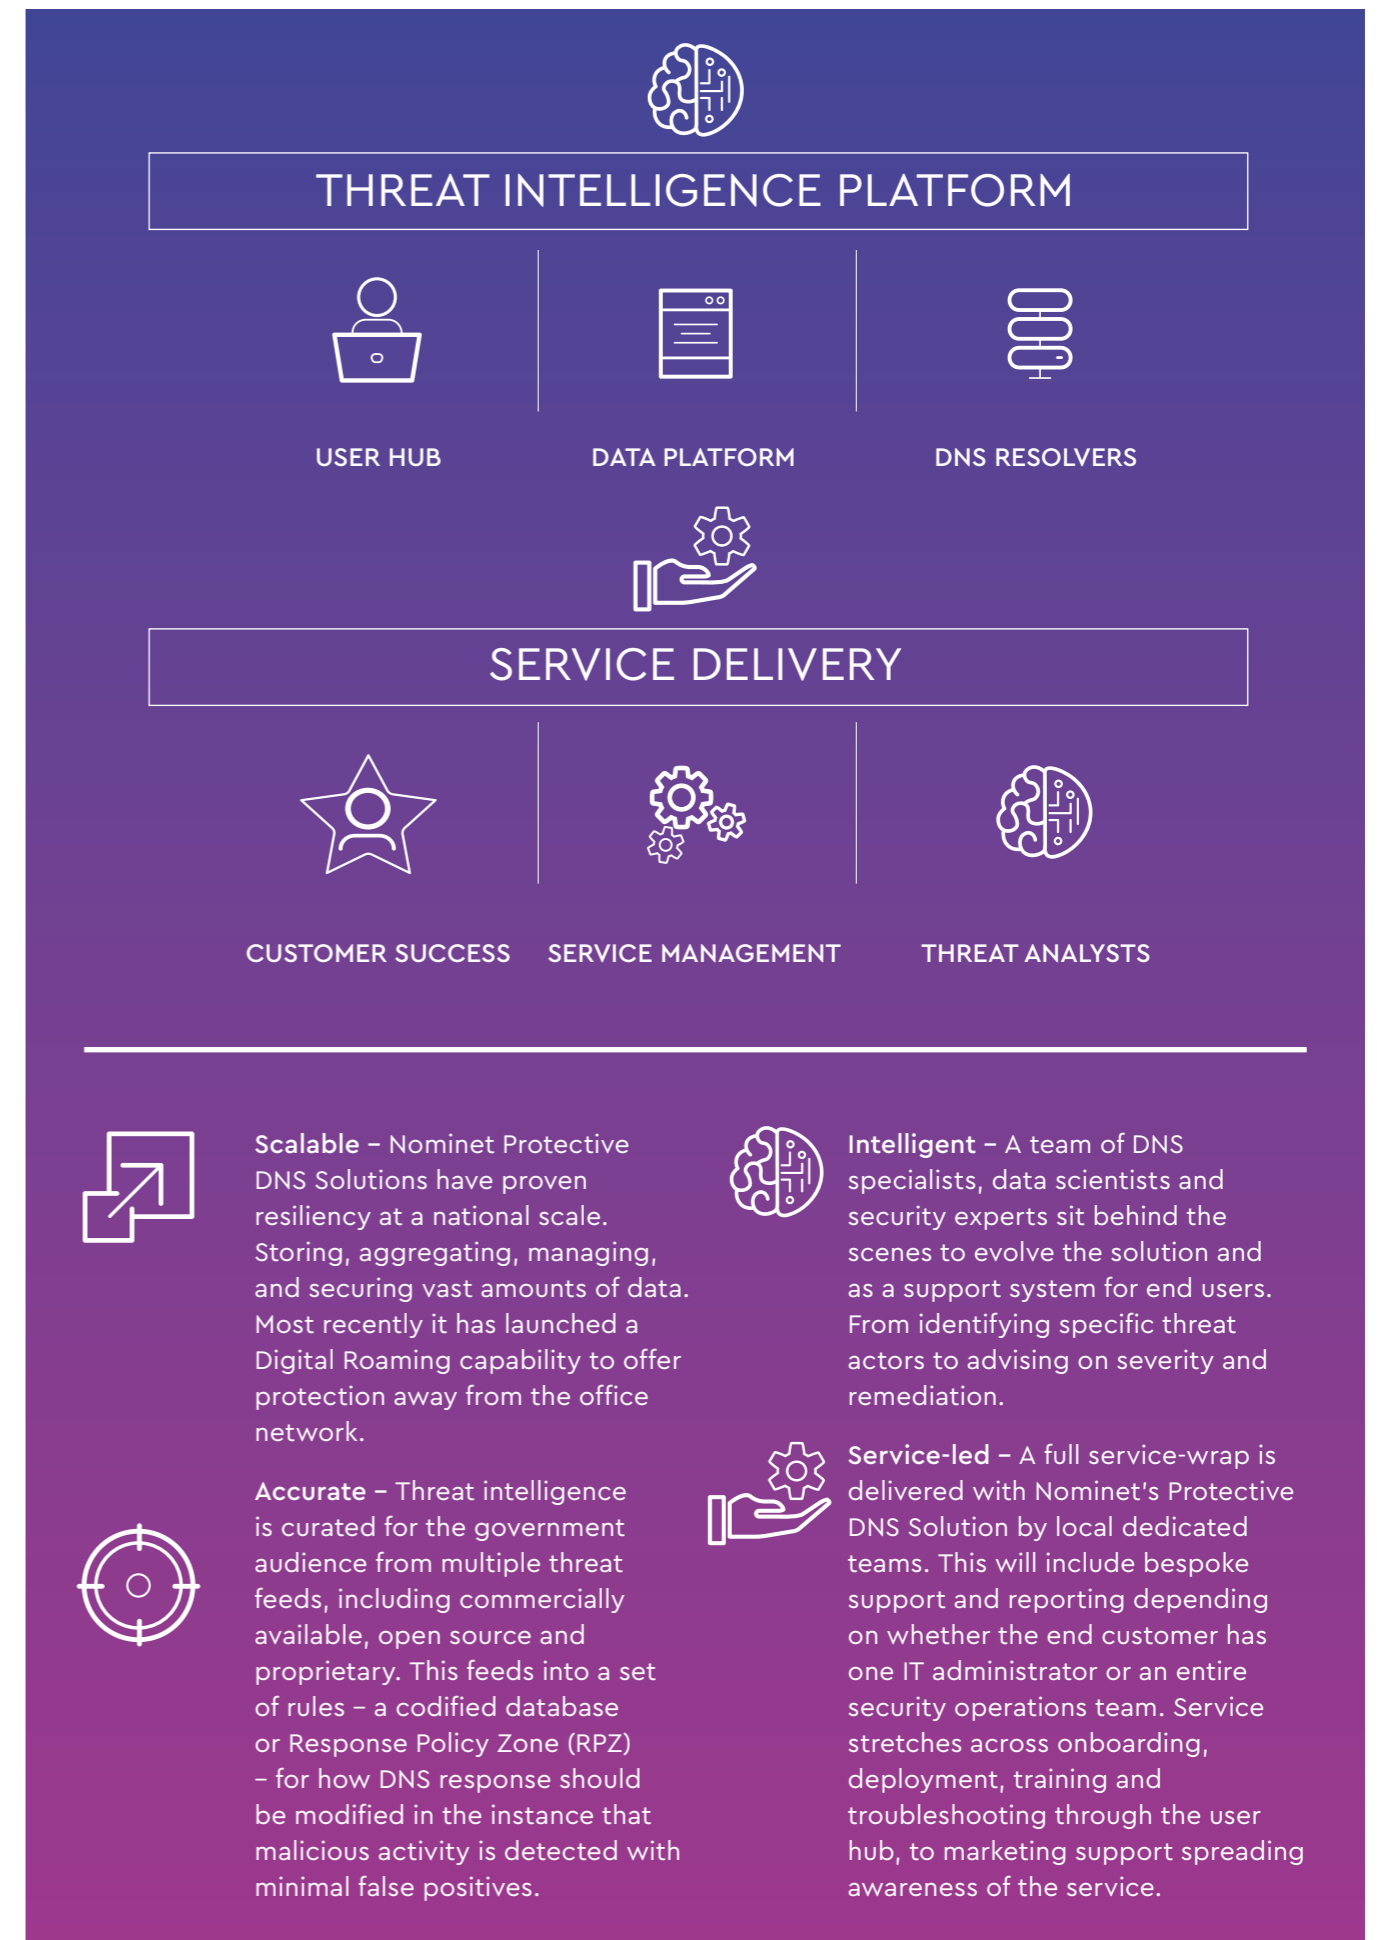 THREAT INTELLIGENCE PLATFORM
USER HUB
DATA PLATFORM
DNS RESOLVERS
SERVICE DELIVERY
CUSTOMER SUCCESS
SERVICE MANAGEMENT
THREAT ANALYSTS
Scalable – Nominet Protective
DNS Solutions have proven
resiliency at a national scale.
Storing, aggregating, managing,
and securing vast amounts of data.
Most recently it has launched a
Digital Roaming capability to offer
protection away from the office
network.
Accurate – Threat intelligence
is curated for the government
audience from multiple threat
feeds, including commercially
available, open source and
proprietary. This feeds into a set
of rules – a codified database
or Response Policy Zone (RPZ)
– for how DNS response should
be modified in the instance that
malicious activity is detected with
minimal false positives.
Intelligent – A team of DNS
specialists, data scientists and
security experts sit behind the
scenes to evolve the solution and
as a support system for end users.
From identifying specific threat
actors to advising on severity and
remediation.
Service-led – A full service-wrap is
delivered with Nominet's Protective
DNS Solution by local dedicated
teams. This will include bespoke
support and reporting depending
on whether the end customer has
one IT administrator or an entire
security operations team. Service
stretches across onboarding,
deployment, training and
troubleshooting through the user
hub, to marketing support spreading
awareness of the service.